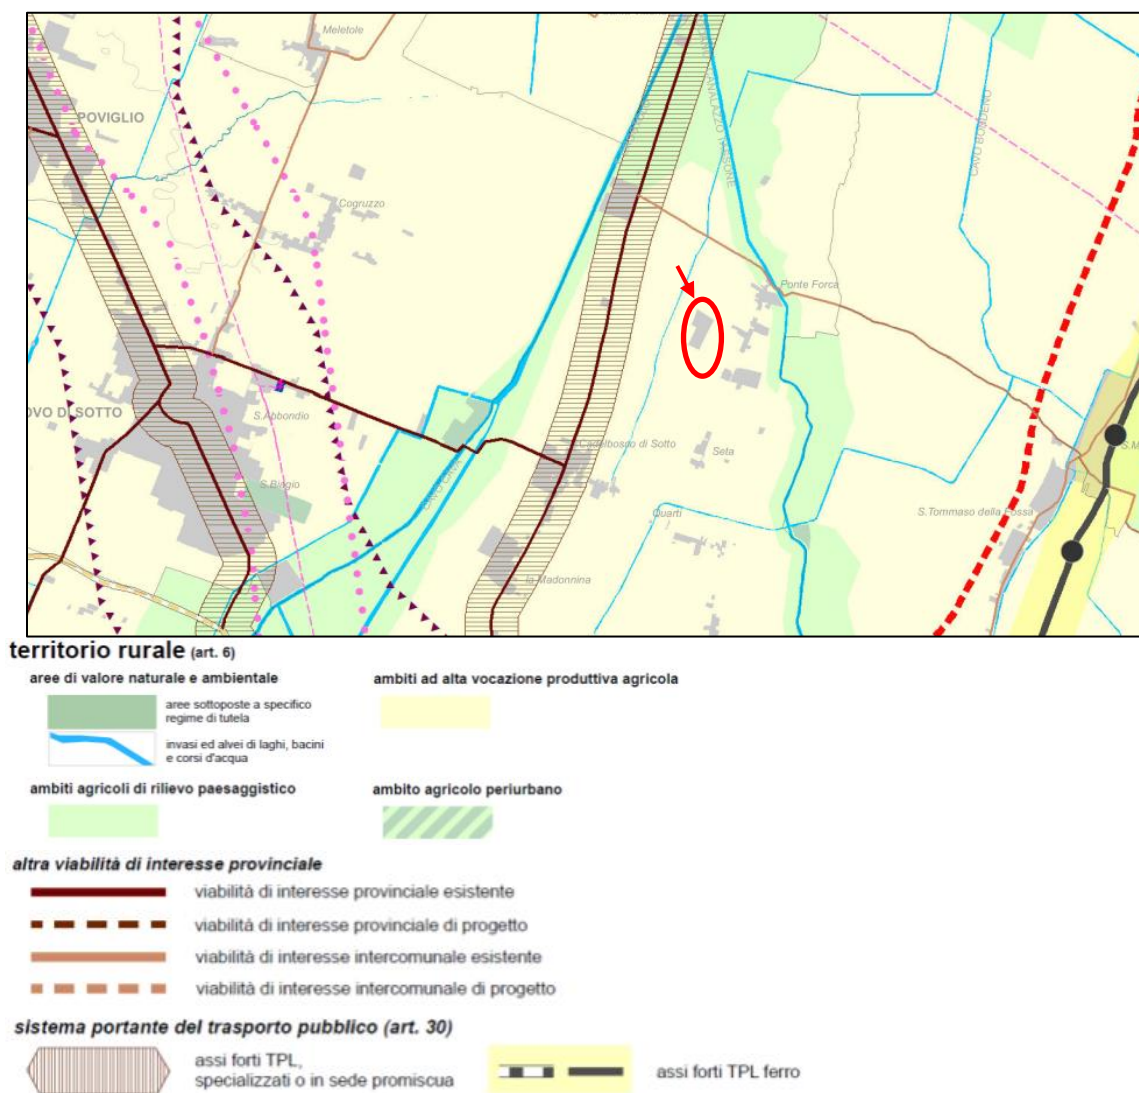 Meletole
POVIGLIO
CAVO BONDENO
Cogruzzo
Ponte Forca
OVO DI SOTTO
S.Abbondio
Cadelbosco di Sotto
Seta
S.M
S.Biagio
Quarti
S.Tommaso della Fossa
la Madonnina
territorio rurale (art. 6)
aree di valore naturale e ambientale
ambiti ad alta vocazione produttiva agricola
aree sottoposte a specifico
regime di tutela
invasi ed alvei di laghi, bacini
e corsi d'acqua
ambiti agricoli di rilievo paesaggistico
ambito agricolo periurbano
altra viabilità di interesse provinciale
viabilità di interesse provinciale esistente
viabilità di interesse provinciale di progetto
viabilità di interesse intercomunale esistente
viabilità di interesse intercomunale di progetto
sistema portante del trasporto pubblico (art. 30)
assi forti TPL,
specializzati o in sede promiscua
assi forti TPL ferro